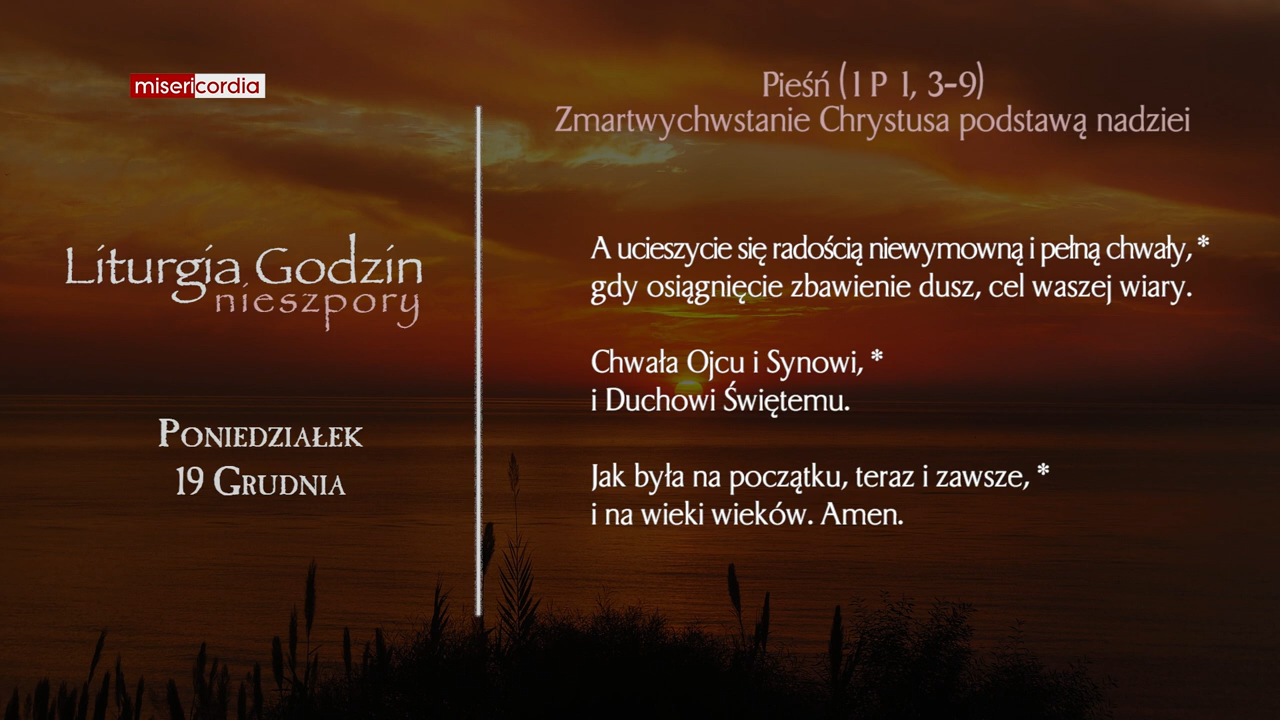 misericordia
Liturgia Godzin
nieszpory
Poniedziałek
19 Grudnia
Pieśń (1 P 1, 3-9)
Zmartwychwstanie Chrystusa podstawą nadziei
A ucieszycie się radością niewymowną i pełną chwały, *
gdy osiągnięcie zbawienie dusz, cel waszej wiary.
Chwała Ojcu i Synowi, *
i Duchowi Świętemu.
Jak była na początku, teraz i zawsze, *
i na wieki wieków. Amen.